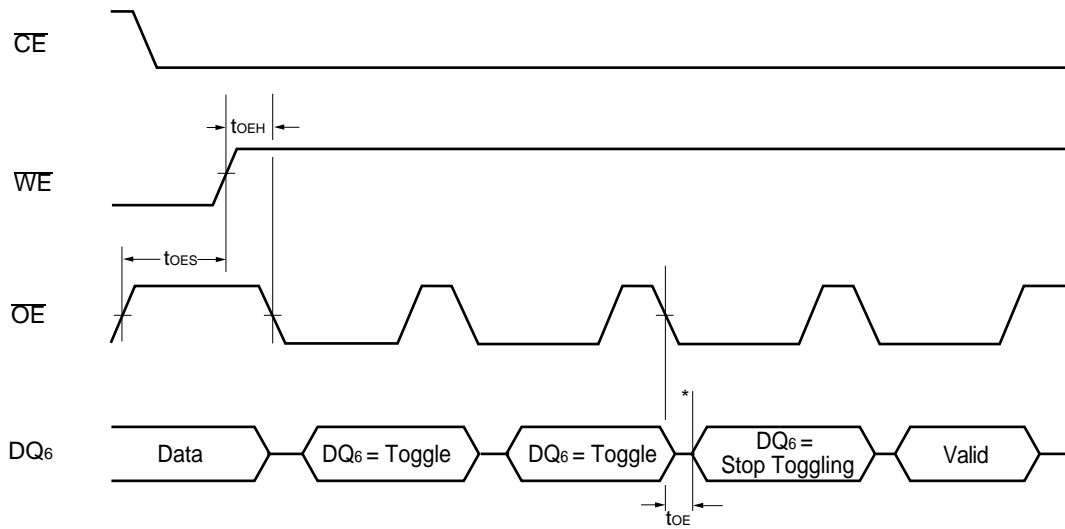 CE
tOEH
WE
tOES
OE
*
DQ6
Data
DQ6 = Toggle
DQ6 = Toggle
DQ6 =
Stop Toggling
Valid
tOE